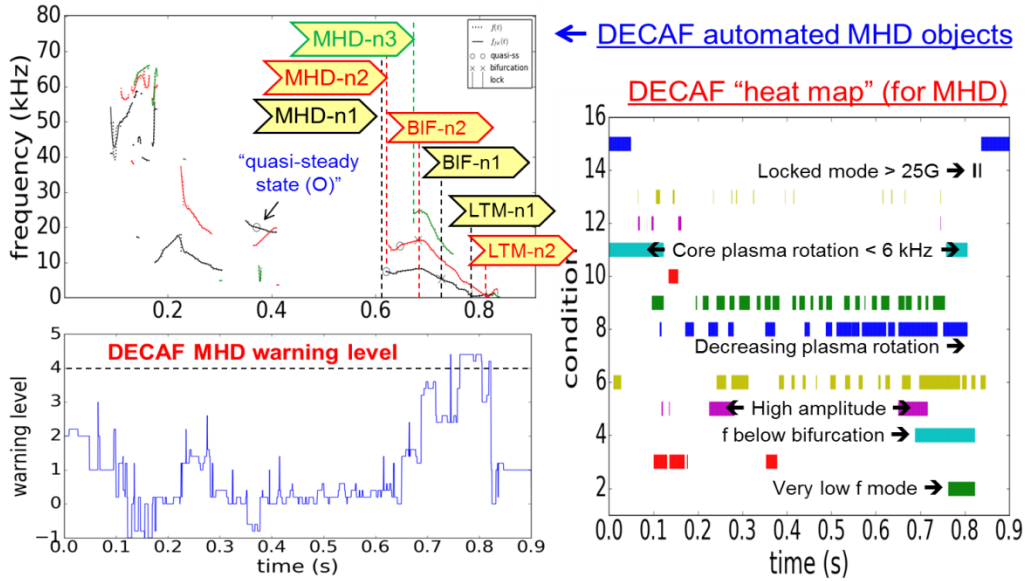 80
70
60
50
40
30
20
10
0
frequency (kHz)
0.2
0.4
0.6
0.8
MHD-n3
MHD-n2
MHD-n1
BIF-n2
BIF-n1
LTM-n1
LTM-n2
"quasi-steady
state (O)"
f(t)
quasi-ss
bifurcation
lock
← DECAF automated MHD objects
DECAF MHD warning level
5
4
3
2
1
0
−1
warning level
0.0
0.1
0.2
0.3
0.4
0.5
0.6
0.7
0.8
0.9
time (s)
DECAF "heat map" (for MHD)
16
14
12
10
8
6
4
2
condition
Locked mode > 25G →
← Core plasma rotation < 6 kHz →
Decreasing plasma rotation →
← High amplitude →
f below bifurcation →
Very low f mode →
0.0
0.1
0.2
0.3
0.4
0.5
0.6
0.7
0.8
0.9
time (s)